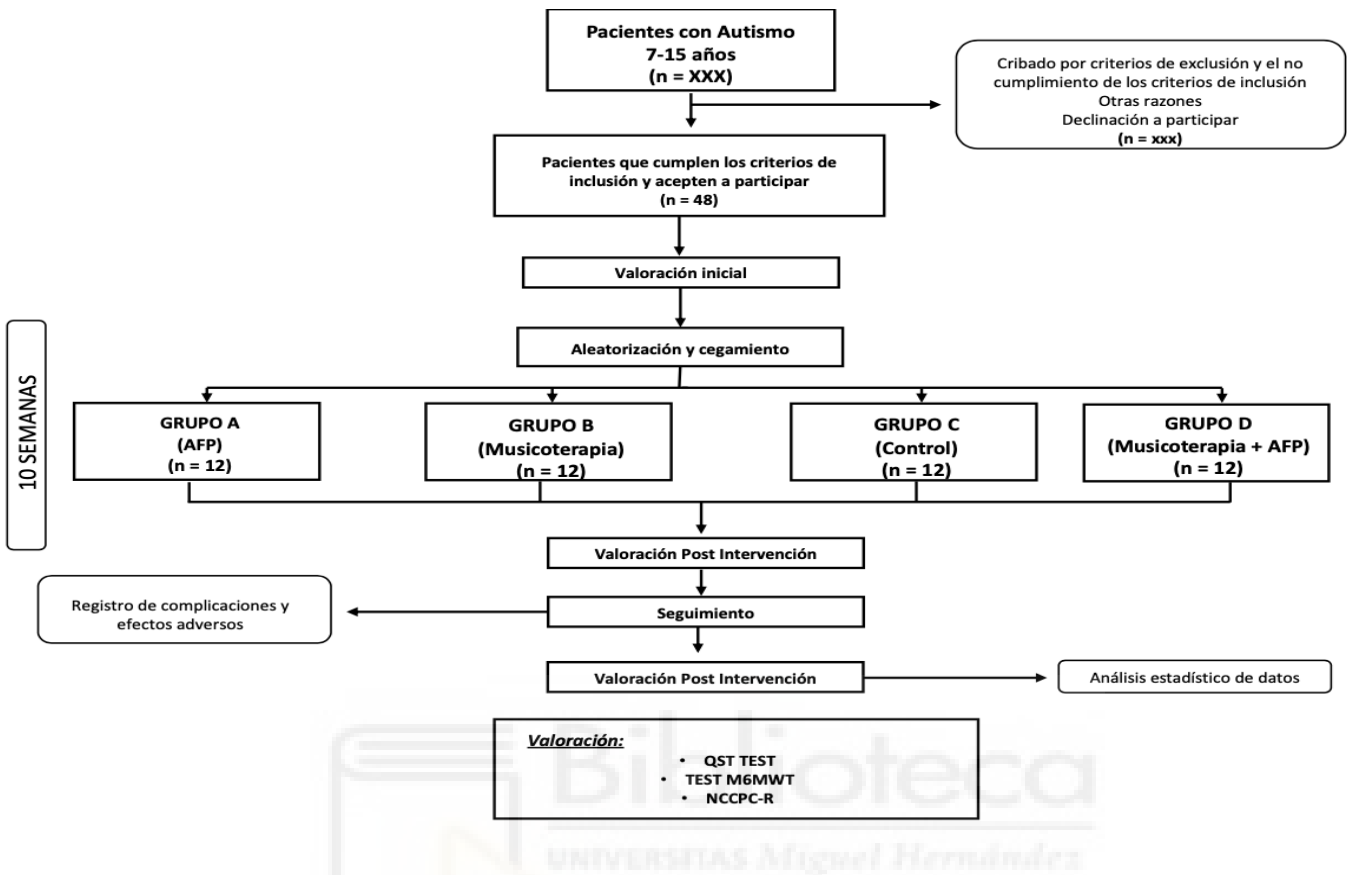 Pacientes con Autismo
7-15 años
(n = XXX)
Cribado por criterios de exclusión y el no
cumplimiento de los criterios de inclusión
Otras razones
Declinación a participar
(n = xxx)
Pacientes que cumplen los criterios de
inclusión y acepten a participar
(n = 48)
Valoración inicial
Aleatorización y cegamiento
10 SEMANAS
GRUPO A
(AFP)
(n = 12)
GRUPO B
(Musicoterapia)
(n = 12)
GRUPO C
(Control)
(n = 12)
GRUPO D
(Musicoterapia + AFP)
(n = 12)
Valoración Post Intervención
Registro de complicaciones y
efectos adversos
Seguimiento
Valoración Post Intervención
Análisis estadístico de datos
Valoración:
• QST TEST
• TEST M6MWT
• NCCPC-R
Biblioteca
UNIVERSITAS Miguel Hernández